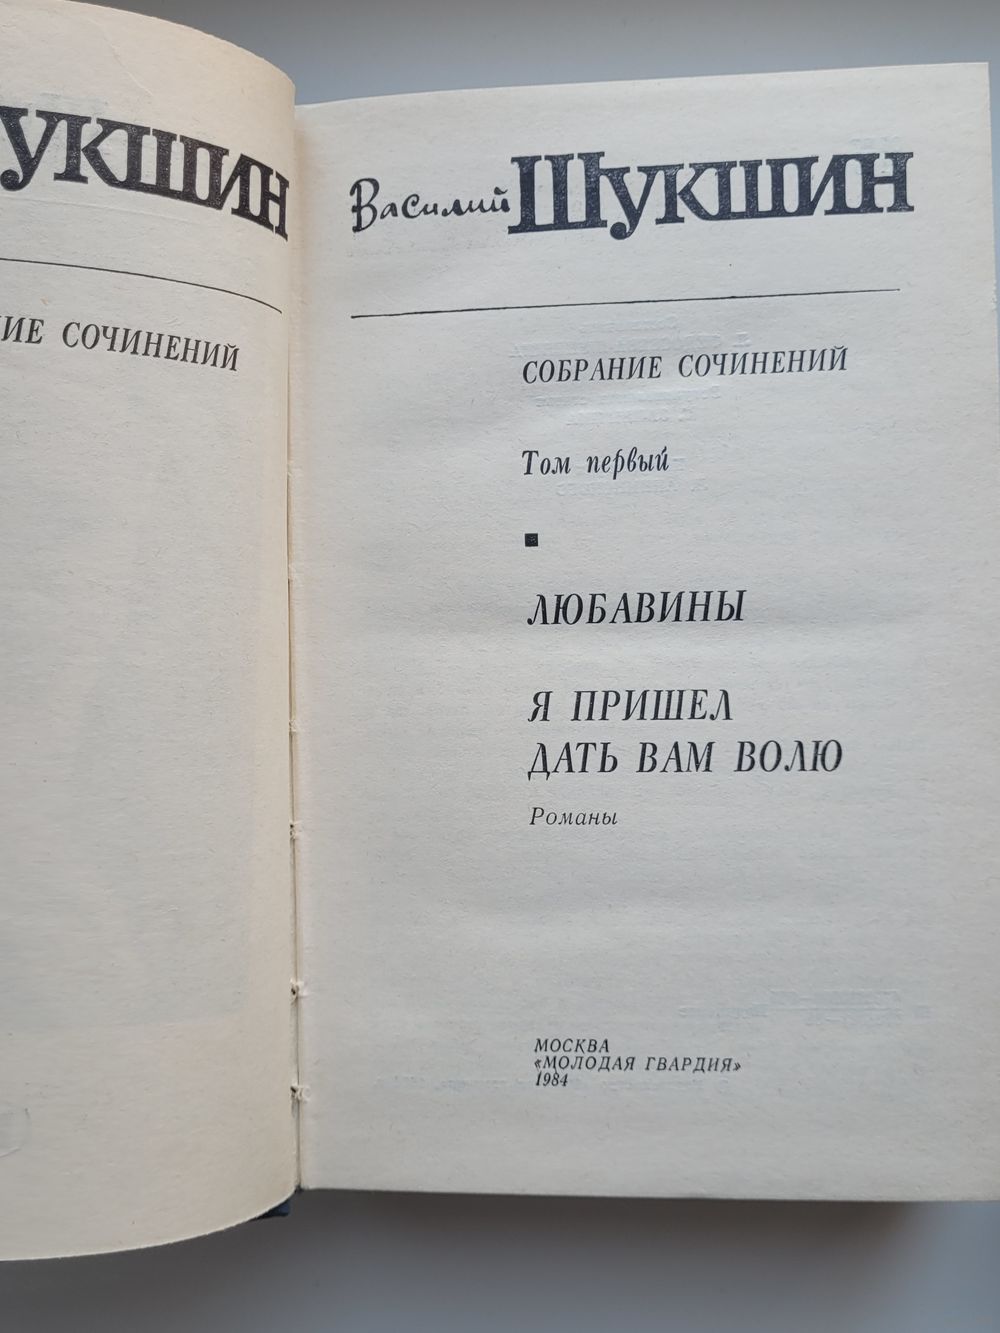 УКШИН
ИЕ СОЧИНЕНИЙ
Василий ШУКШИН
СОБРАНИЕ СОЧИНЕНИЙ
Том первый
ЛЮБАВИНЫ
Я ПРИШЕЛ
ДАТЬ ВАМ ВОЛЮ
Романы
МОСКВА
«МОЛОДАЯ ГВАРДИЯ»
1984